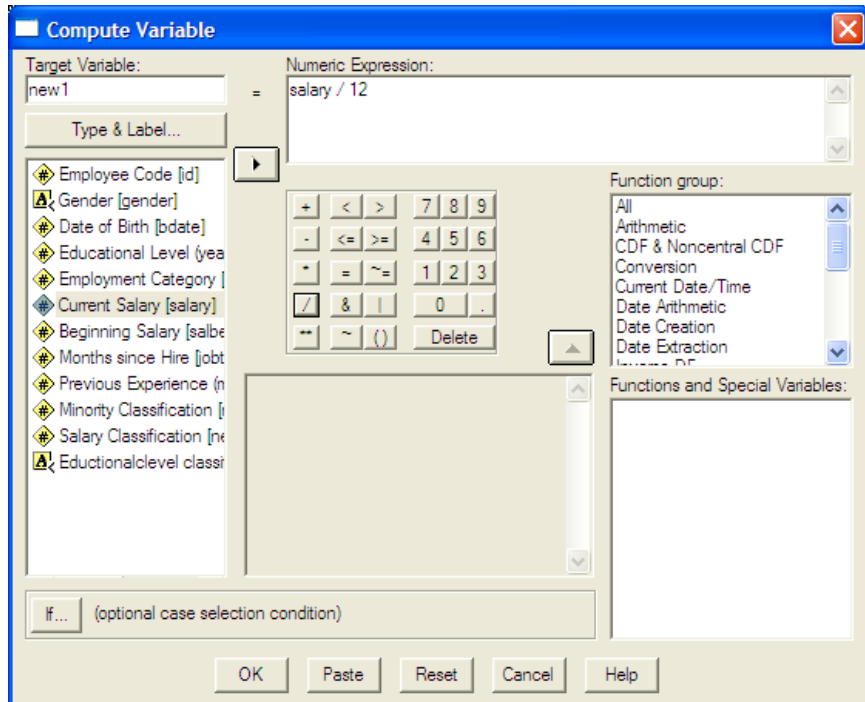 Compute Variable
Target Variable:
new1
=
Numeric Expression:
salary / 12
Type & Label...
Employee Code [id]
Gender [gender]
Date of Birth [bdate]
Educational Level (yea
Employment Category [
Current Salary [salary]
Beginning Salary [salbe
Months since Hire [jobt
Previous Experience (m
Minority Classification [
Salary Classification [ne
Eductionalclevel classif
+ < > 7 8 9
- <= >= 4 5 6
* = ~= 1 2 3
/ & | 0 .
** ~ () Delete
Function group:
All
Arithmetic
CDF & Noncentral CDF
Conversion
Current Date/Time
Date Arithmetic
Date Creation
Date Extraction
Inverse DF
Functions and Special Variables:
If... (optional case selection condition)
OK Paste Reset Cancel Help